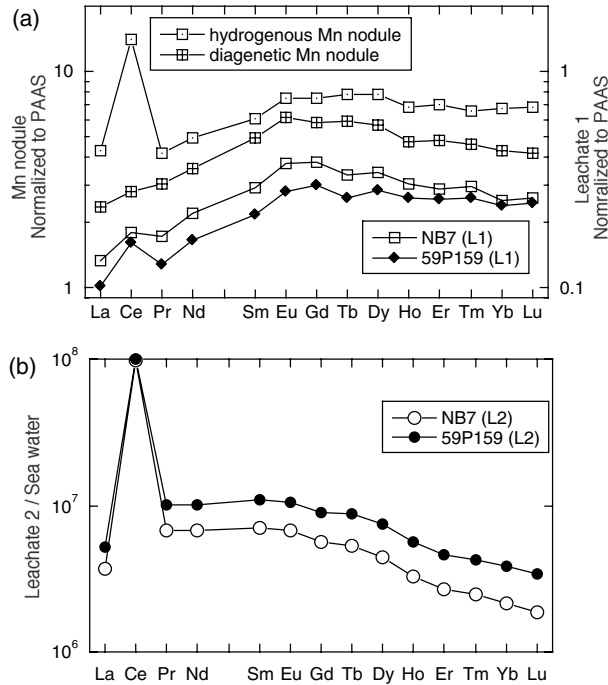 (a)
hydrogenous Mn nodule
diagenetic Mn nodule
10
1
Mn nodule
Normalized to PAAS
Leachate 1
Nomralized to PAAS
NB7 (L1)
59P159 (L1)
1
0.1
La Ce Pr Nd Sm Eu Gd Tb Dy Ho Er Tm Yb Lu
(b)
10⁸
NB7 (L2)
59P159 (L2)
Leachate 2 / Sea water
10⁷
10⁶
La Ce Pr Nd Sm Eu Gd Tb Dy Ho Er Tm Yb Lu